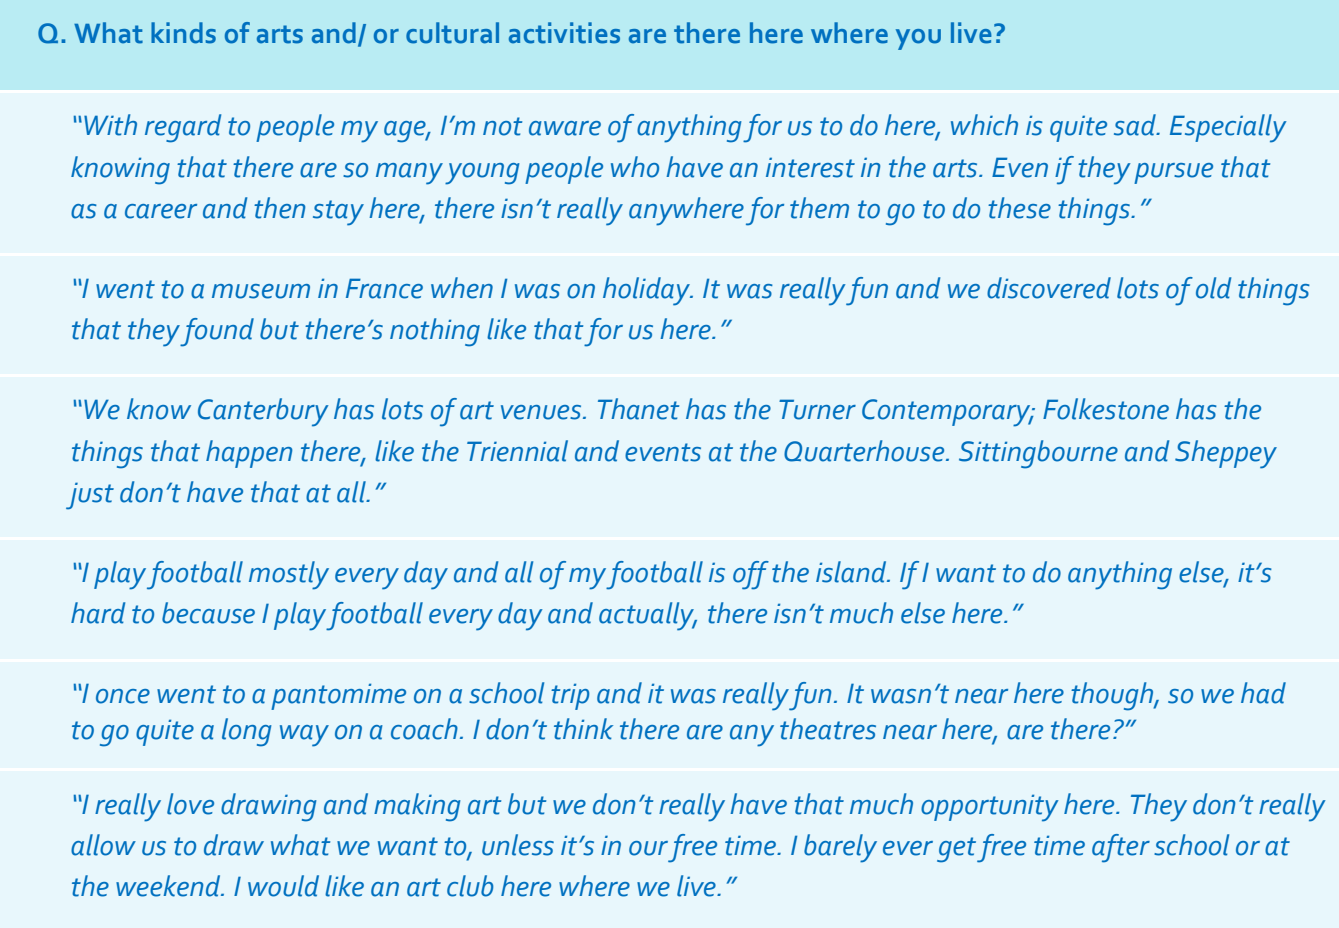 Q. What kinds of arts and/ or cultural activities are there here where you live?
“With regard to people my age, I’m not aware of anything for us to do here, which is quite sad. Especially
knowing that there are so many young people who have an interest in the arts. Even if they pursue that
as a career and then stay here, there isn’t really anywhere for them to go to do these things.”
“I went to a museum in France when I was on holiday. It was really fun and we discovered lots of old things
that they found but there’s nothing like that for us here.”
“We know Canterbury has lots of art venues. Thanet has the Turner Contemporary; Folkestone has the
things that happen there, like the Triennial and events at the Quarterhouse. Sittingbourne and Sheppey
just don’t have that at all.”
“I play football mostly every day and all of my football is off the island. If I want to do anything else, it’s
hard to because I play football every day and actually, there isn’t much else here.”
“I once went to a pantomime on a school trip and it was really fun. It wasn’t near here though, so we had
to go quite a long way on a coach. I don’t think there are any theatres near here, are there?”
“I really love drawing and making art but we don’t really have that much opportunity here. They don’t really
allow us to draw what we want to, unless it’s in our free time. I barely ever get free time after school or at
the weekend. I would like an art club here where we live.”